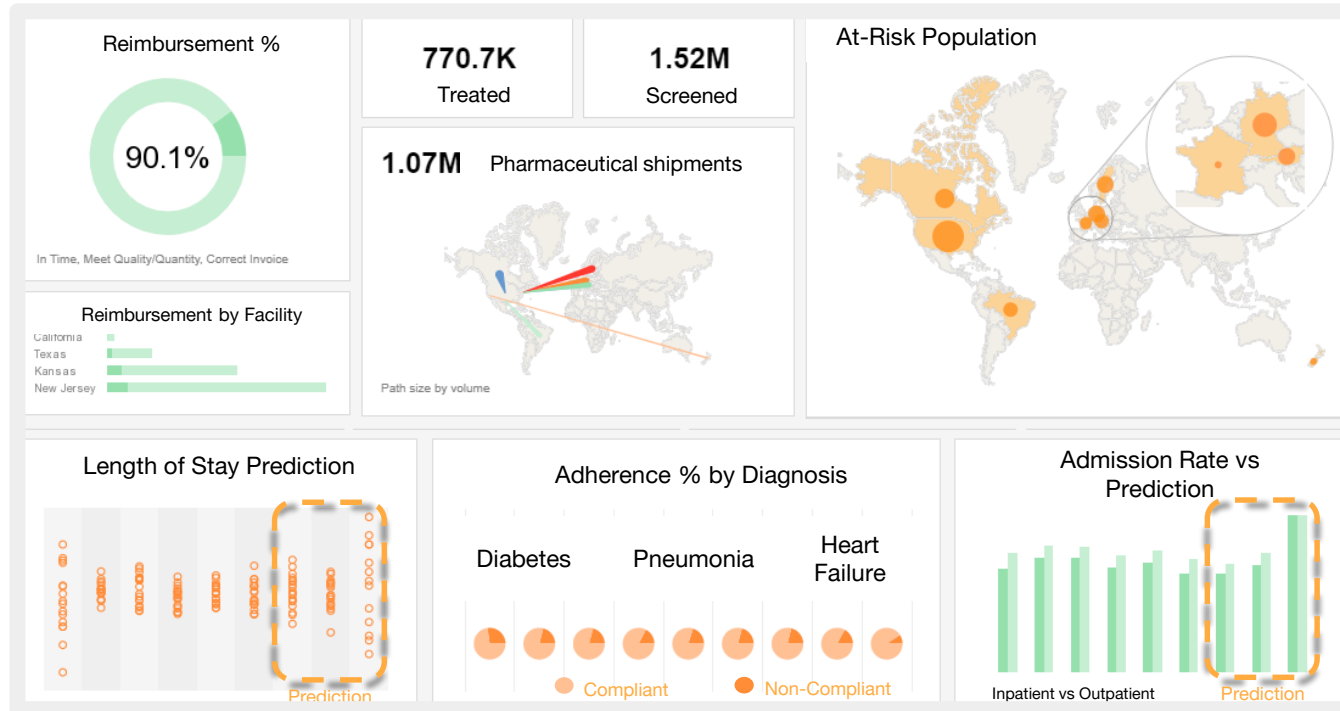 Reimbursement %
90.1%
In Time, Meet Quality/Quantity, Correct Invoice
770.7K
Treated
1.52M
Screened
At-Risk Population
1.07M Pharmaceutical shipments
Path size by volume
Reimbursement by Facility
California
Texas
Kansas
New Jersey
Length of Stay Prediction
Prediction
Adherence % by Diagnosis
Diabetes
Pneumonia
Heart
Failure
Compliant
Non-Compliant
Admission Rate vs
Prediction
Inpatient vs Outpatient
Prediction